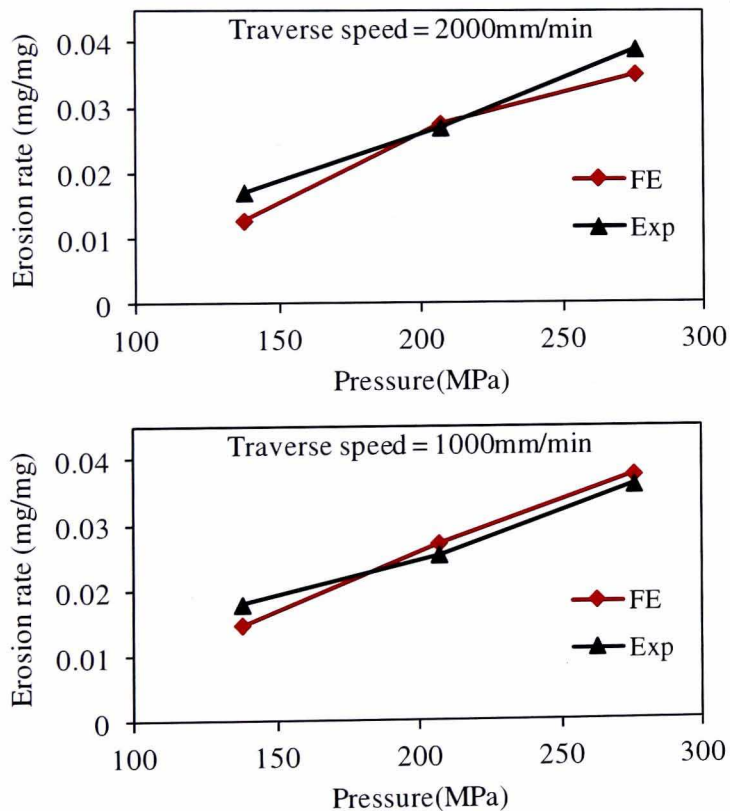 Traverse speed = 2000mm/min
Erosion rate (mg/mg)
0.04
0.03
0.02
0.01
0
FE
Exp
100 150 200 250 300
Pressure(MPa)
Traverse speed = 1000mm/min
Erosion rate (mg/mg)
0.04
0.03
0.02
0.01
0
FE
Exp
100 150 200 250 300
Pressure(MPa)